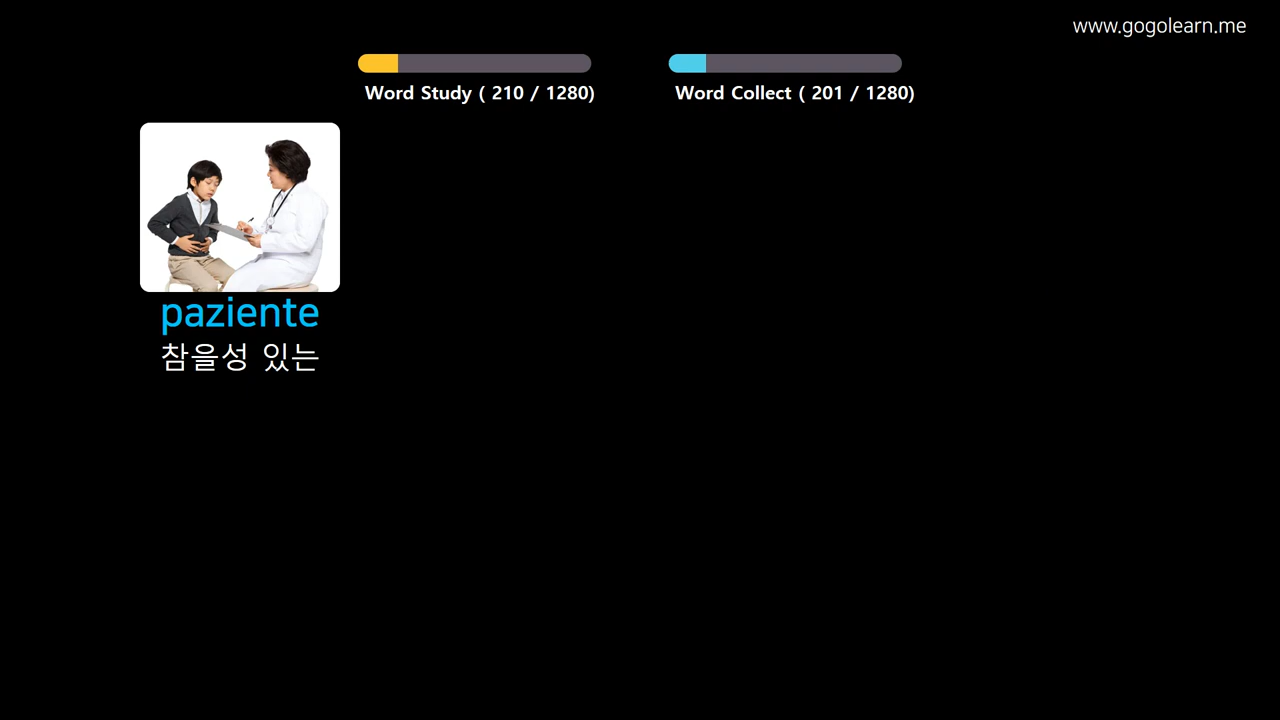 www.gogolearn.me
Word Study ( 210 / 1280)
Word Collect ( 201 / 1280)
paziente
참을성 있는